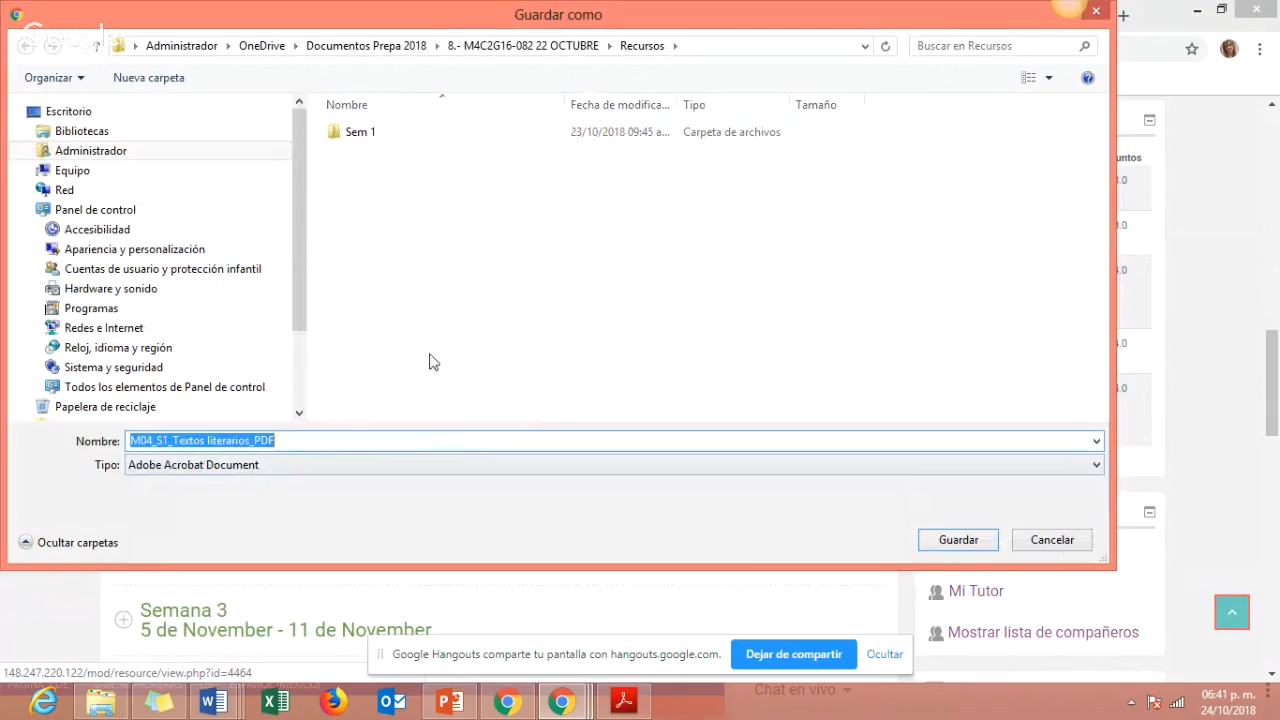 Guardar como
Administrador
OneDrive
Documentos Prepa 2018
8.- M4C2G16-082 22 OCTUBRE
Recursos
Buscar en Recursos
Organizar
Nueva carpeta
Escritorio
Bibliotecas
Administrador
Equipo
Red
Panel de control
Accesibilidad
Apariencia y personalización
Cuentas de usuario y protección infantil
Hardware y sonido
Programas
Redes e Internet
Reloj, idioma y región
Sistema y seguridad
Todos los elementos de Panel de control
Papelera de reciclaje
Nombre
Fecha de modifica...
Tipo
Tamaño
Sem 1
23/10/2018 09:45 a...
Carpeta de archivos
Nombre:
M04_S1_Textos literarios_PDF
Tipo:
Adobe Acrobat Document
Ocultar carpetas
Guardar
Cancelar
Semana 3
5 de November - 11 de November
Mi Tutor
Mostrar lista de compañeros
Google Hangouts comparte tu pantalla con hangouts.google.com.
Dejar de compartir
Ocultar
148.247.220.122/mod/resource/view.php?id=4464
Chat en vivo
06:41 p. m.
24/10/2018